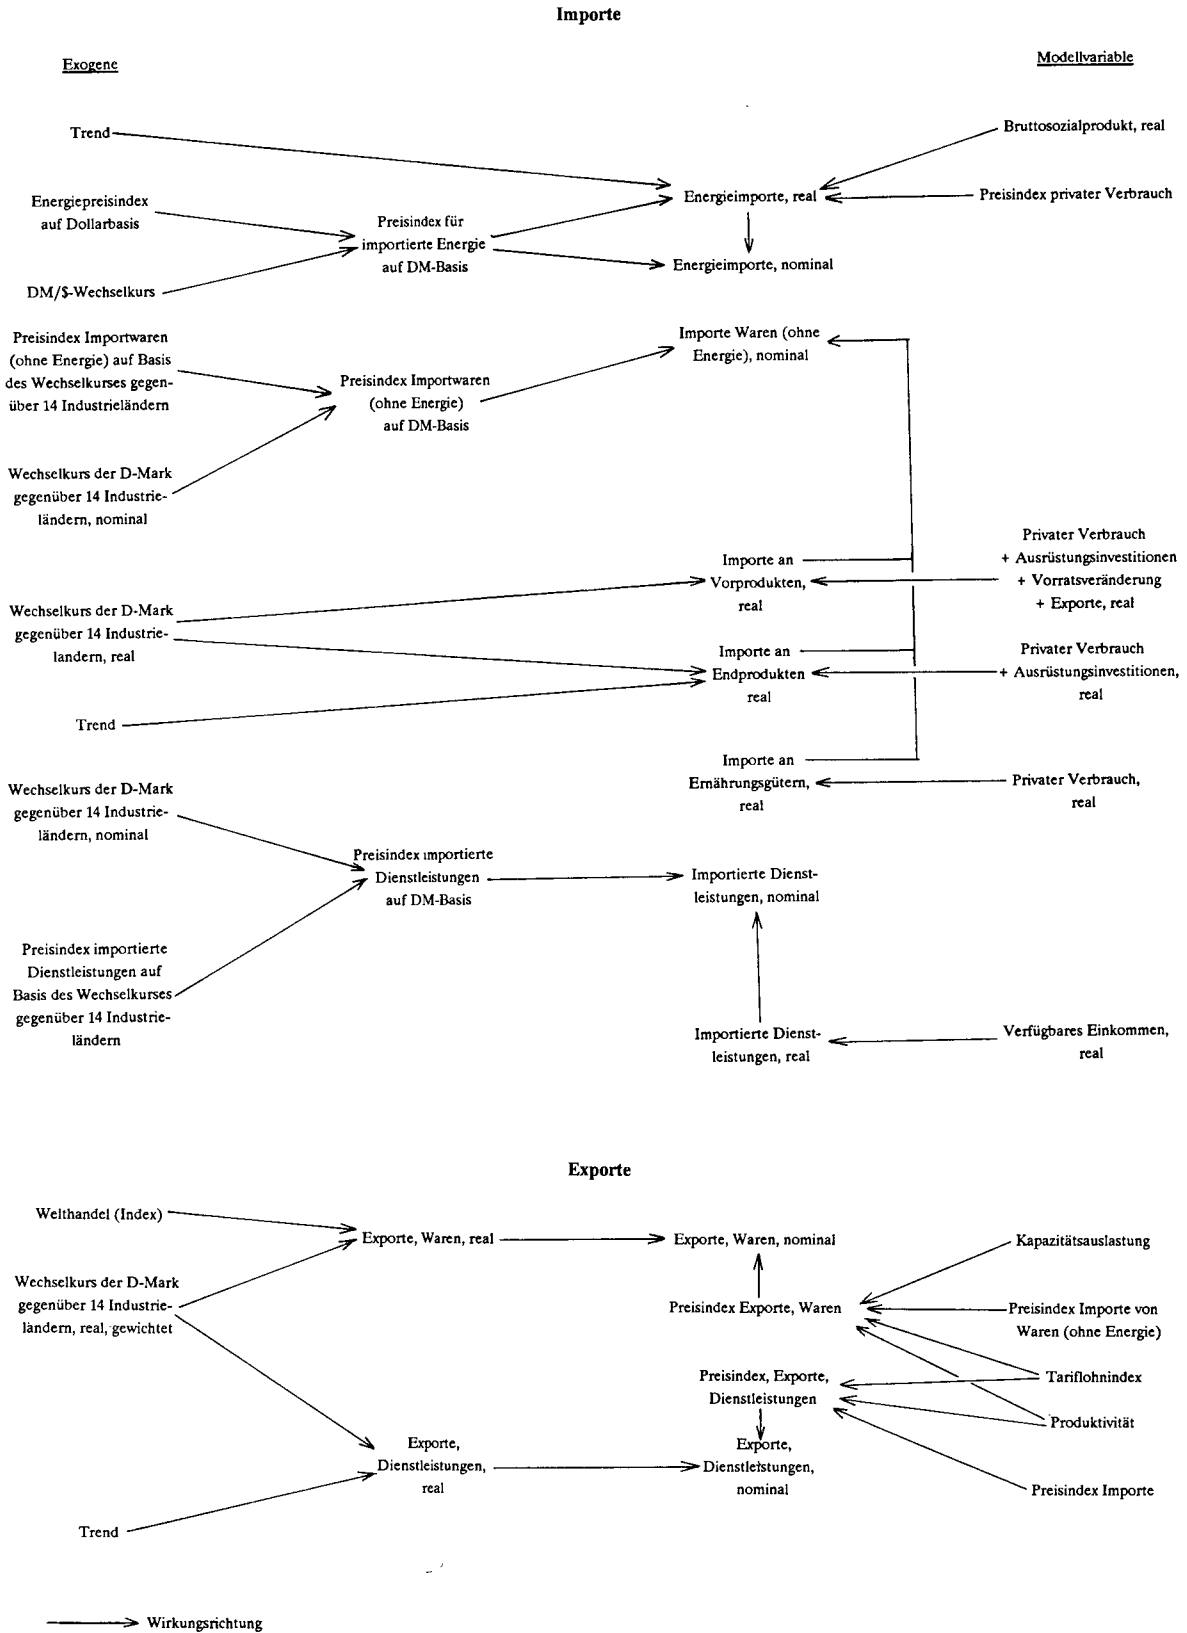 Importe
Exogene
Modellvariable
Trend
Bruttosozialprodukt, real
Energiepreisindex
auf Dollarbasis
Preisindex für
importierte Energie
auf DM-Basis
Energieimporte, real
Preisindex privater Verbrauch
Energieimporte, nominal
DM/$-Wechselkurs
Preisindex Importwaren
(ohne Energie) auf Basis
des Wechselkurses gegen-
über 14 Industrieländern
Preisindex Importwaren
(ohne Energie)
auf DM-Basis
Importe Waren (ohne
Energie), nominal
Wechselkurs der D-Mark
gegenüber 14 Industrie-
ländern, nominal
Importe an
Vorprodukten,
real
Privater Verbrauch
+ Ausrüstungsinvestitionen
+ Vorratsveränderung
+ Exporte, real
Wechselkurs der D-Mark
gegenüber 14 Industrie-
landern, real
Importe an
Endprodukten
real
Privater Verbrauch
+ Ausrüstungsinvestitionen,
real
Trend
Importe an
Ernährungsgütern,
real
Privater Verbrauch,
real
Wechselkurs der D-Mark
gegenüber 14 Industrie-
ländern, nominal
Preisindex importierte
Dienstleistungen
auf DM-Basis
Importierte Dienst-
leistungen, nominal
Preisindex importierte
Dienstleistungen auf
Basis des Wechselkurses
gegenüber 14 Industrie-
ländern
Importierte Dienst-
leistungen, real
Verfügbares Einkommen,
real
Exporte
Welthandel (Index)
Exporte, Waren, real
Exporte, Waren, nominal
Kapazitätsauslastung
Wechselkurs der D-Mark
gegenüber 14 Industrie-
ländern, real, gewichtet
Preisindex Exporte, Waren
Preisindex Importe von
Waren (ohne Energie)
Preisindex, Exporte,
Dienstleistungen
Tariflohnindex
Produktivität
Exporte,
Dienstleistungen,
real
Exporte,
Dienstleistungen,
nominal
Preisindex Importe
Trend
Wirkungsrichtung